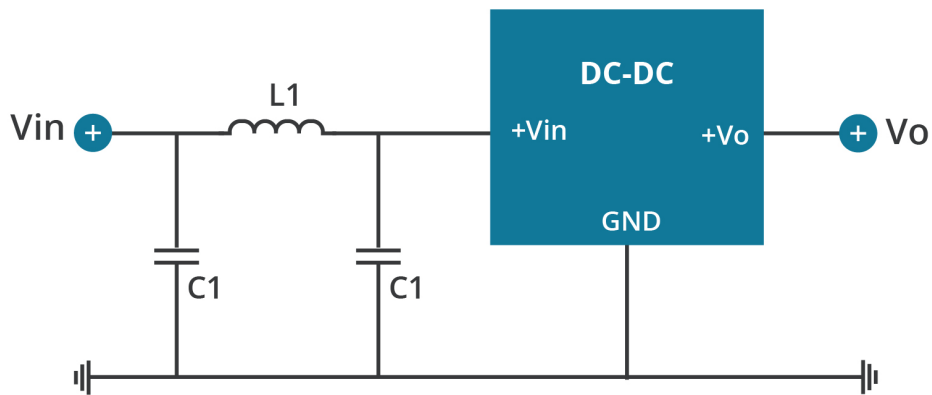 L1
DC-DC
Vin
+
+Vin
+Vo
+
Vo
GND
C1
C1